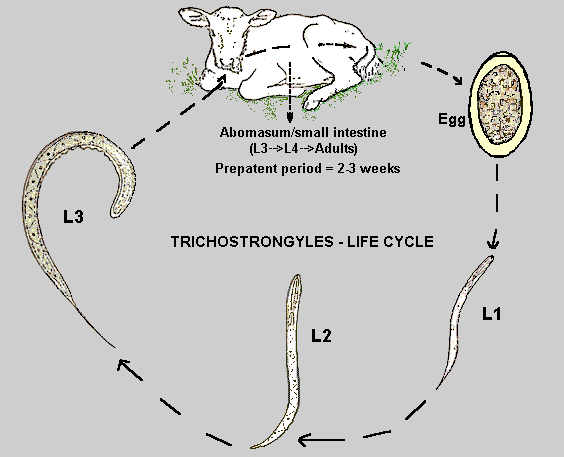 Abomasum/small intestine
(L3-->L4-->Adults)
Prepatent period = 2-3 weeks
Egg
L3
TRICHOSTRONGYLES - LIFE CYCLE
L1
L2